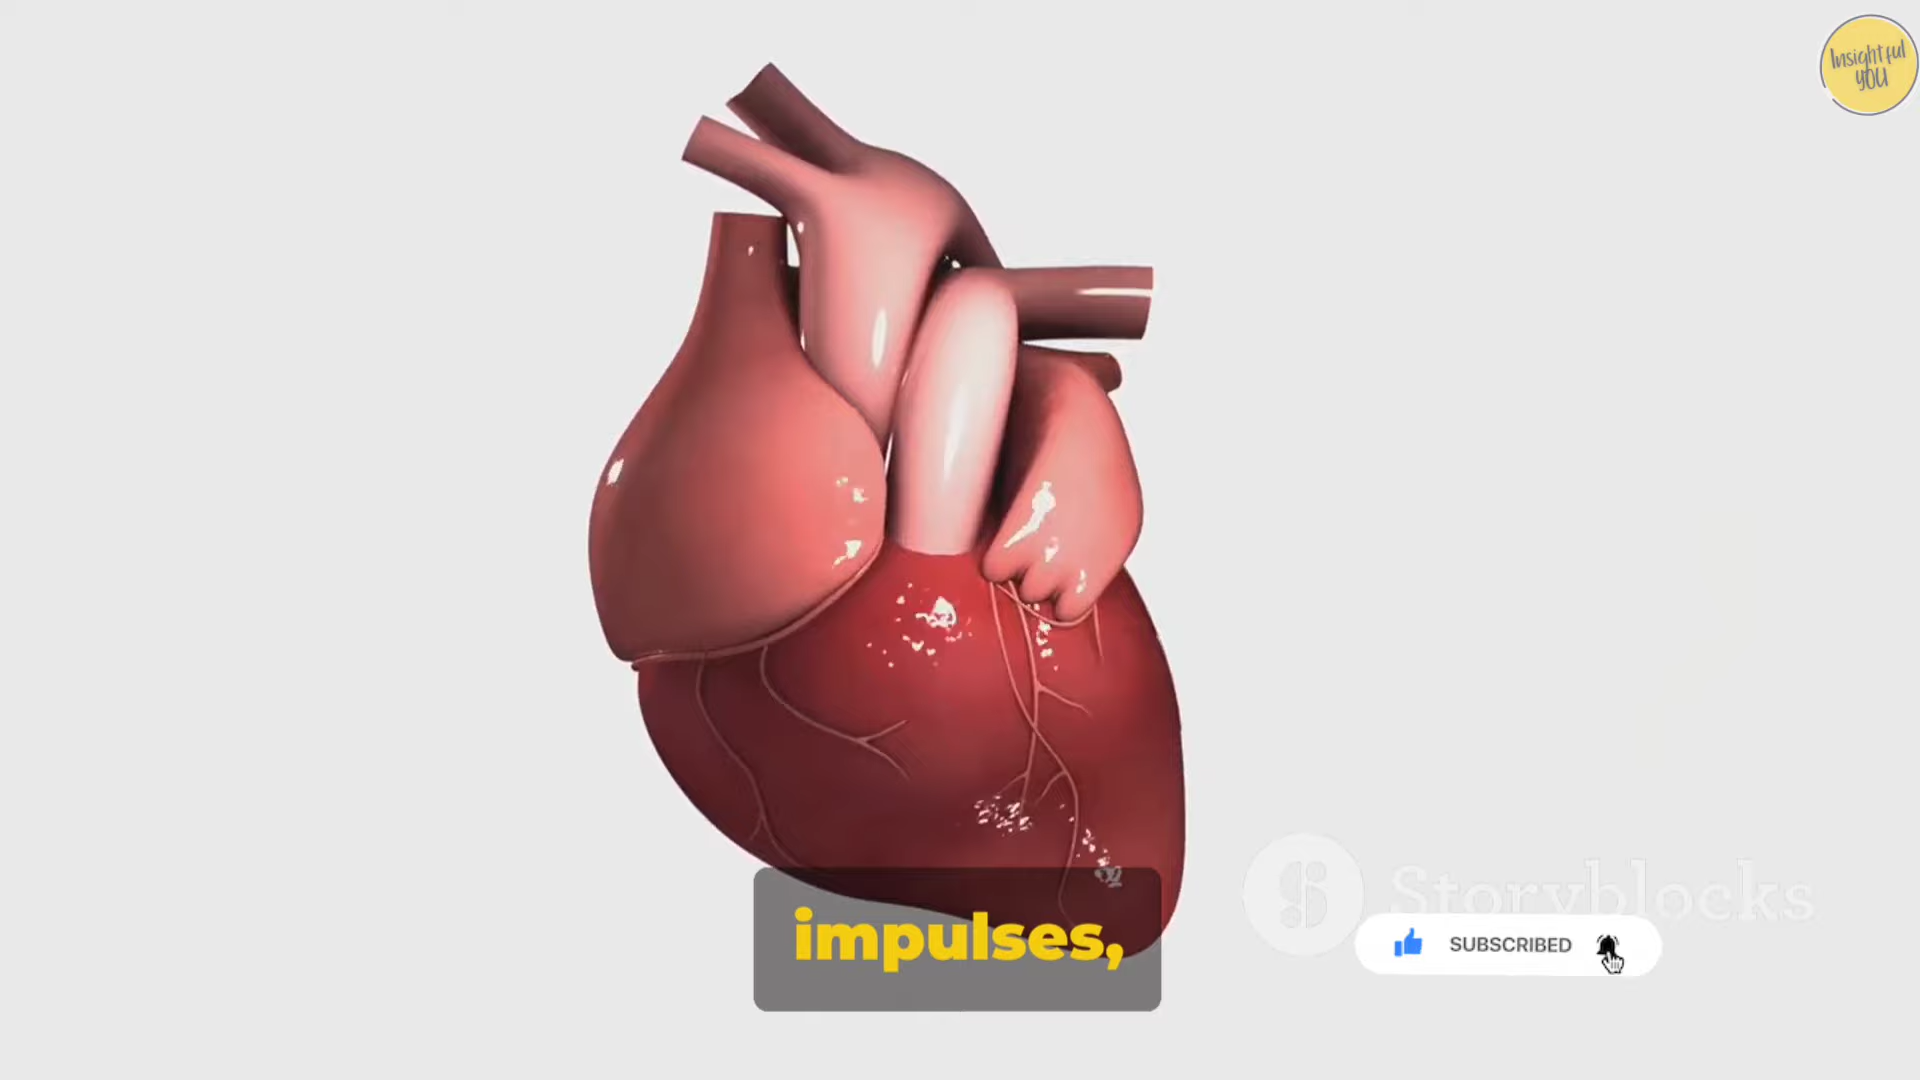 Insightful
YOU
Storyblocks
impulses,
SUBSCRIBED